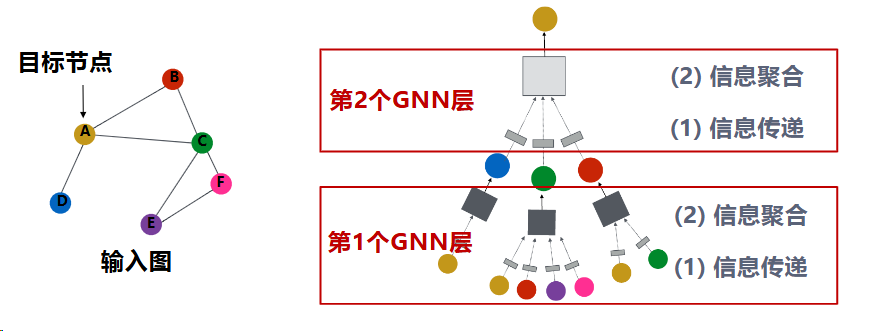 目标节点
B
A
C
F
D
E
输入图
第2个GNN层
(2) 信息聚合
(1) 信息传递
第1个GNN层
(2) 信息聚合
(1) 信息传递